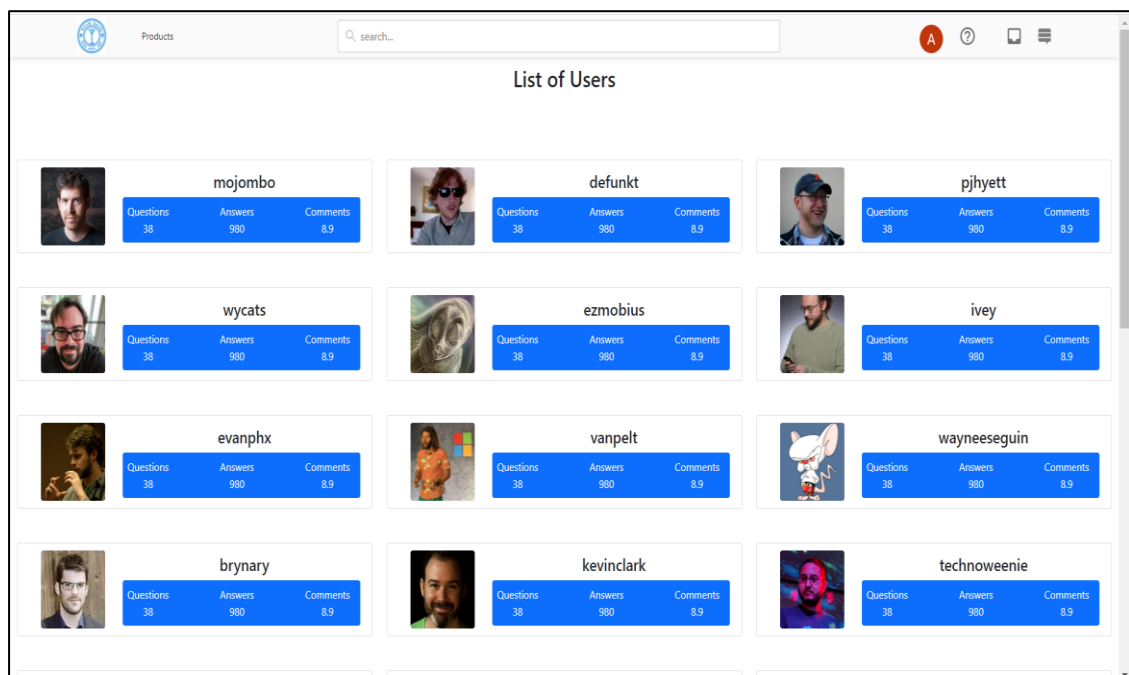 Products
search...
A
List of Users
mojombo
Questions Answers Comments
38 980 8.9
defunkt
Questions Answers Comments
38 980 8.9
pjhyett
Questions Answers Comments
38 980 8.9
wycats
Questions Answers Comments
38 980 8.9
ezmobius
Questions Answers Comments
38 980 8.9
ivey
Questions Answers Comments
38 980 8.9
evanphx
Questions Answers Comments
38 980 8.9
vanpelt
Questions Answers Comments
38 980 8.9
wayneeseguin
Questions Answers Comments
38 980 8.9
brynary
Questions Answers Comments
38 980 8.9
kevinclark
Questions Answers Comments
38 980 8.9
technoweenie
Questions Answers Comments
38 980 8.9